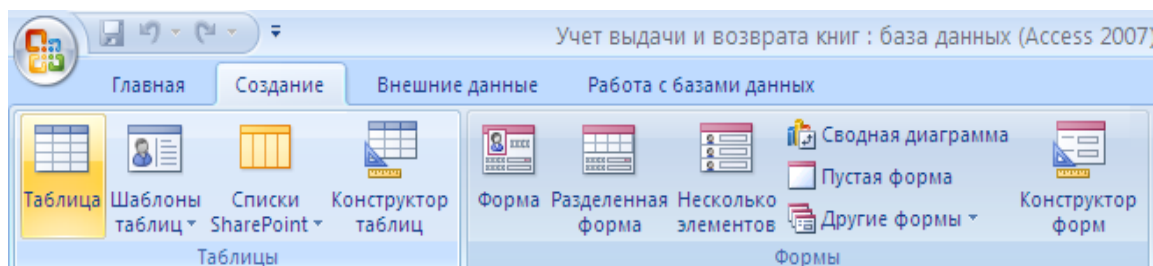 Учет выдачи и возврата книг : база данных (Access 2007)
Главная Создание Внешние данные Работа с базами данных
Таблица
Шаблоны таблиц
Списки SharePoint
Конструктор таблиц
Таблицы
Форма
Разделенная форма
Несколько элементов
Сводная диаграмма
Пустая форма
Другие формы
Конструктор форм
Формы